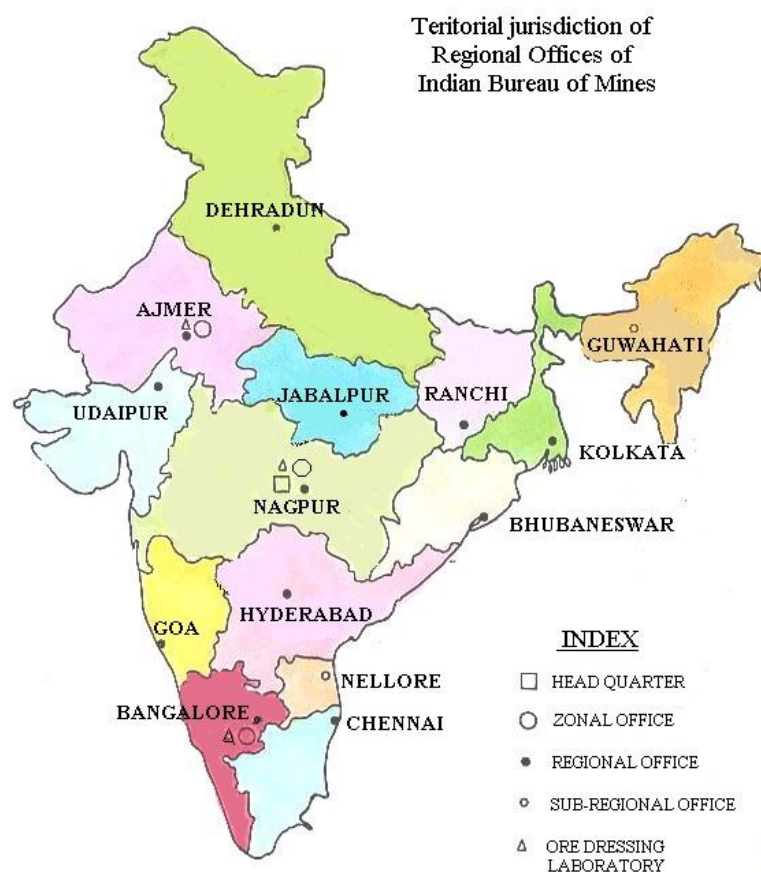 Teritorial jurisdiction of
Regional Offices of
Indian Bureau of Mines
DEHRADUN
AJMER
GUWAHATI
UDAIPUR
JABALPUR
RANCHI
KOLKATA
NAGPUR
BHUBANESWAR
HYDERABAD
GOA
NELLORE
BANGALORE
CHENNAI
INDEX
HEAD QUARTER
ZONAL OFFICE
REGIONAL OFFICE
SUB-REGIONAL OFFICE
ORE DRESSING
LABORATORY